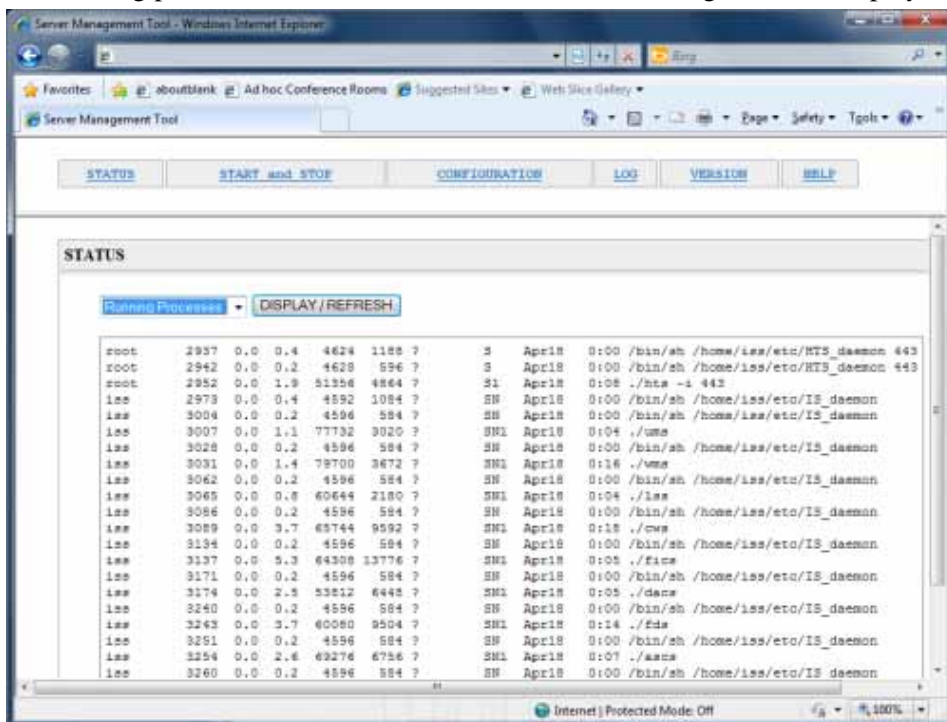 Server Management Tool - Windows Internet Explorer
Bing
Favorites about:blank Ad hoc Conference Rooms Suggested Sites Web Slice Gallery
Server Management Tool Page Safety Tools
STATUS START and STOP CONFIGURATION LOG VERSION HELP
STATUS
Running Processes DISPLAY / REFRESH
root 2937 0.0 0.4 4624 1188 ? S Apr18 0:00 /bin/sh /home/iss/etc/HTS_daemon 443
root 2942 0.0 0.2 4628 596 ? S Apr18 0:00 /bin/sh /home/iss/etc/HTS_daemon 443
root 2952 0.0 1.9 51356 4864 ? Sl Apr18 0:08 ./hts -i 443
iss 2973 0.0 0.4 4592 1084 ? SN Apr18 0:00 /bin/sh /home/iss/etc/IS_daemon
iss 3004 0.0 0.2 4596 584 ? SN Apr18 0:00 /bin/sh /home/iss/etc/IS_daemon
iss 3007 0.0 1.1 77732 3020 ? SNl Apr18 0:04 ./ums
iss 3028 0.0 0.2 4596 584 ? SN Apr18 0:00 /bin/sh /home/iss/etc/IS_daemon
iss 3031 0.0 1.4 79700 3672 ? SNl Apr18 0:16 ./wms
iss 3062 0.0 0.2 4596 584 ? SN Apr18 0:00 /bin/sh /home/iss/etc/IS_daemon
iss 3065 0.0 0.8 60644 2180 ? SNl Apr18 0:04 ./lss
iss 3086 0.0 0.2 4596 584 ? SN Apr18 0:00 /bin/sh /home/iss/etc/IS_daemon
iss 3089 0.0 3.7 65744 9592 ? SNl Apr18 0:18 ./cws
iss 3134 0.0 0.2 4596 584 ? SN Apr18 0:00 /bin/sh /home/iss/etc/IS_daemon
iss 3137 0.0 5.3 64308 13776 ? SNl Apr18 0:05 ./fics
iss 3171 0.0 0.2 4596 584 ? SN Apr18 0:00 /bin/sh /home/iss/etc/IS_daemon
iss 3174 0.0 2.5 53812 6448 ? SNl Apr18 0:05 ./dacs
iss 3240 0.0 0.2 4596 584 ? SN Apr18 0:00 /bin/sh /home/iss/etc/IS_daemon
iss 3243 0.0 3.7 60080 9504 ? SNl Apr18 0:14 ./fds
iss 3251 0.0 0.2 4596 584 ? SN Apr18 0:00 /bin/sh /home/iss/etc/IS_daemon
iss 3254 0.0 2.6 69276 6756 ? SNl Apr18 0:07 ./ascs
iss 3260 0.0 0.2 4596 584 ? SN Apr18 0:00 /bin/sh /home/iss/etc/IS_daemon
Internet | Protected Mode: Off 100%